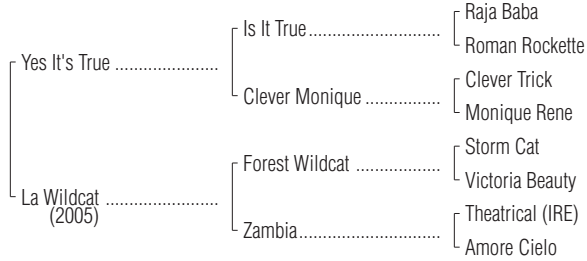 Raja Baba
Is It True
Roman Rockette
Yes It's True
Clever Trick
Clever Monique
Monique Rene
Storm Cat
Forest Wildcat
Victoria Beauty
La Wildcat
(2005)
Theatrical (IRE)
Zambia
Amore Cielo